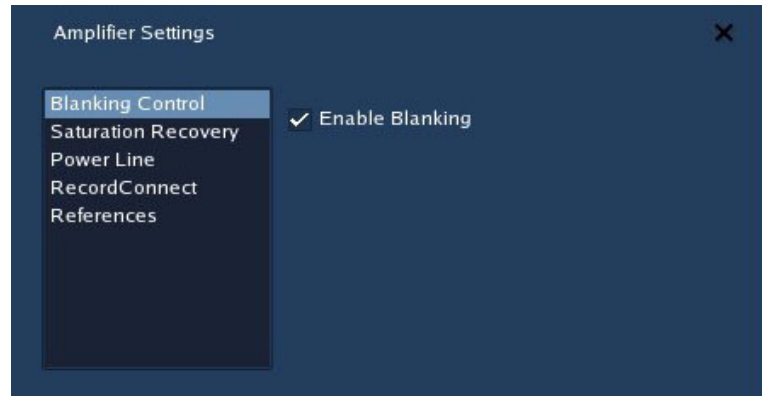 Amplifier Settings
Blanking Control
Saturation Recovery
Power Line
RecordConnect
References
Enable Blanking